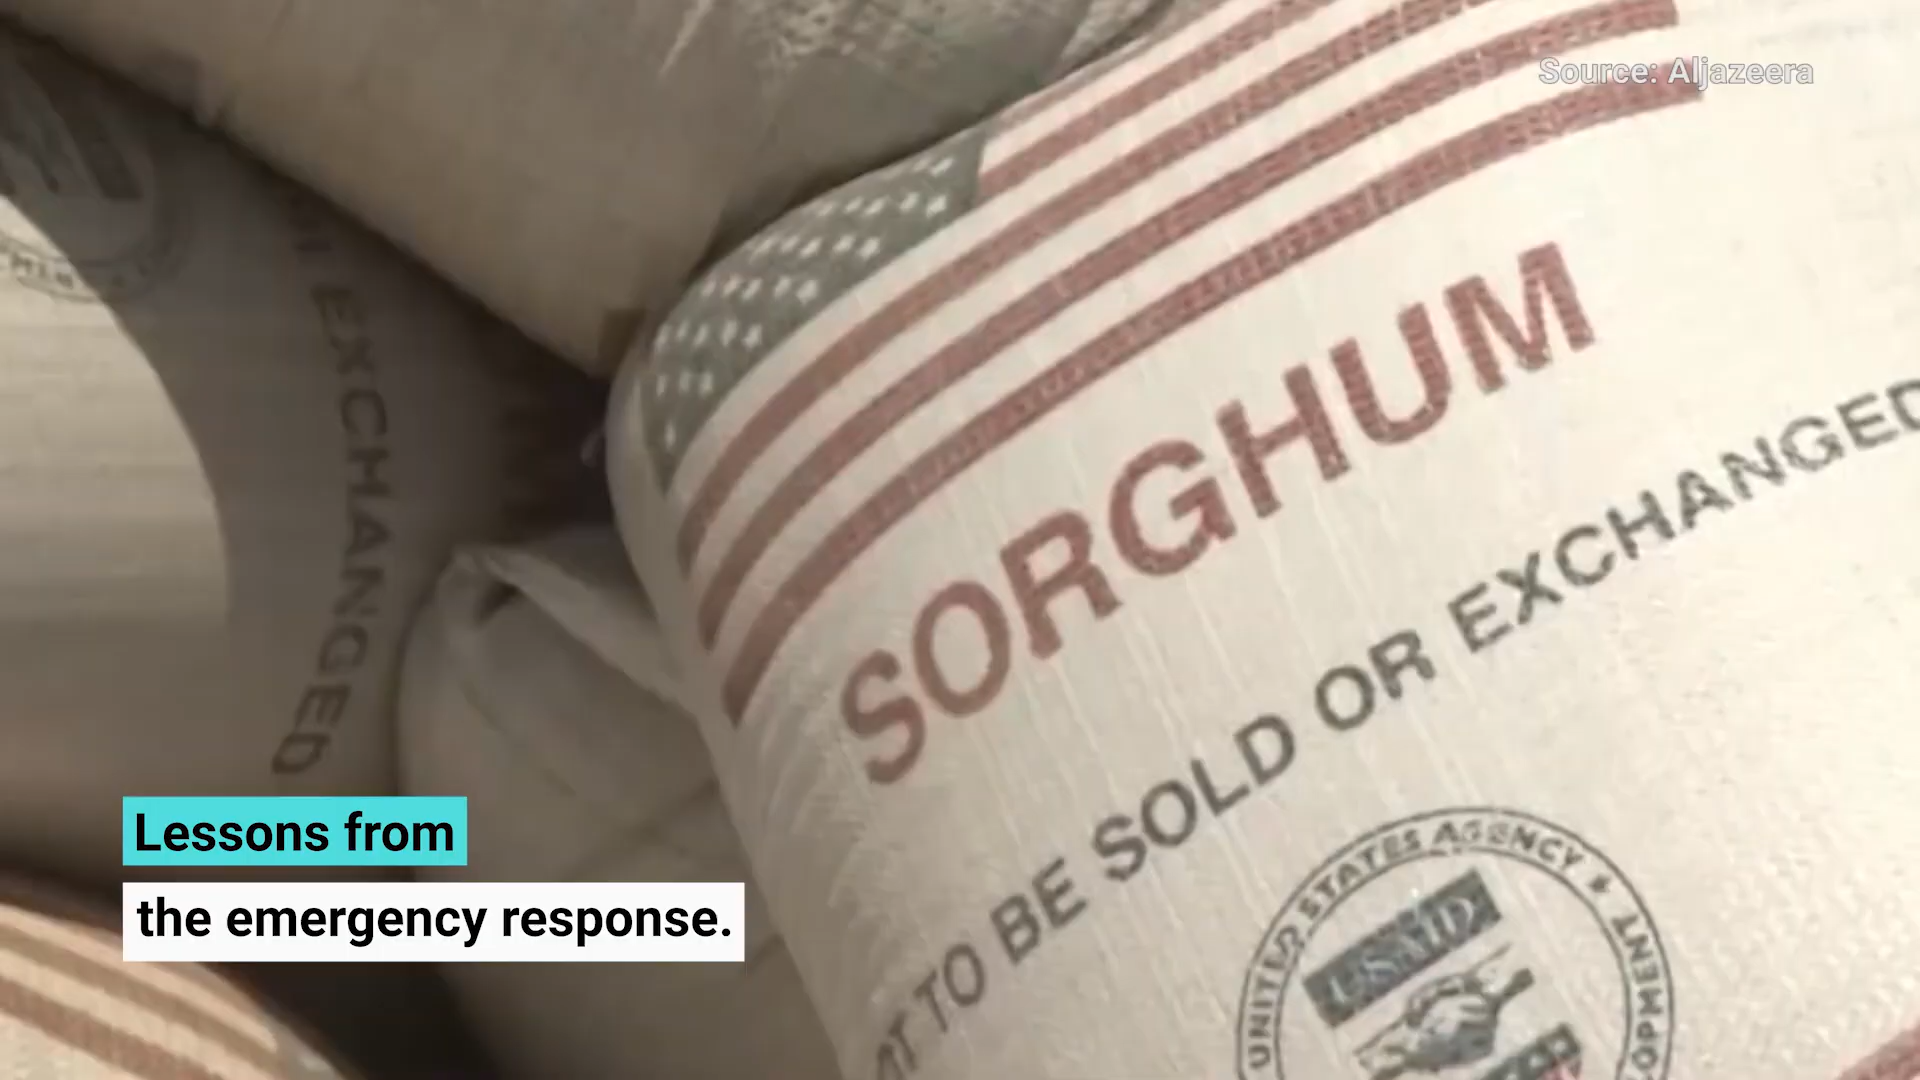 Source: Aljazeera
SORGHUM
TO BE SOLD OR EXCHANGED
UNITED STATES AGENCY
USAID
EXCHANGED
Lessons from
the emergency response.